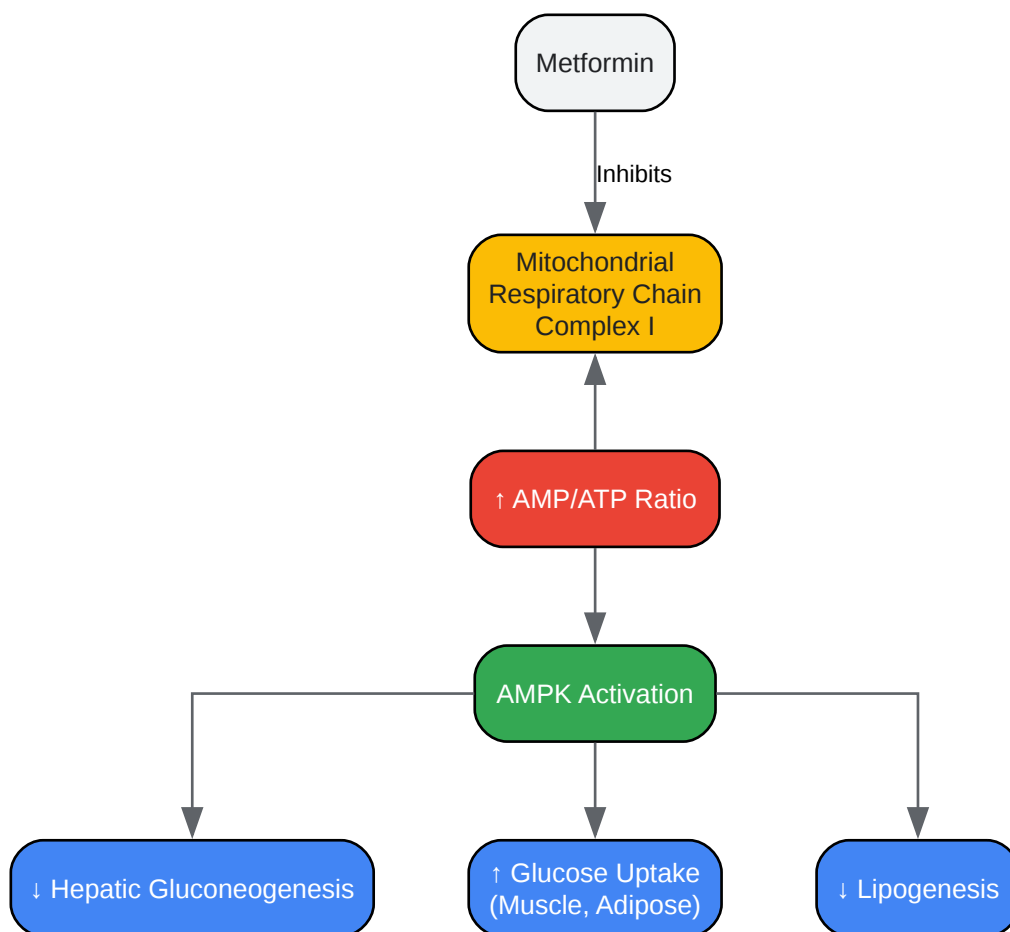 Metformin
Inhibits
Mitochondrial
Respiratory Chain
Complex I
↑ AMP/ATP Ratio
AMPK Activation
↓ Hepatic Gluconeogenesis
↑ Glucose Uptake
(Muscle, Adipose)
↓ Lipogenesis